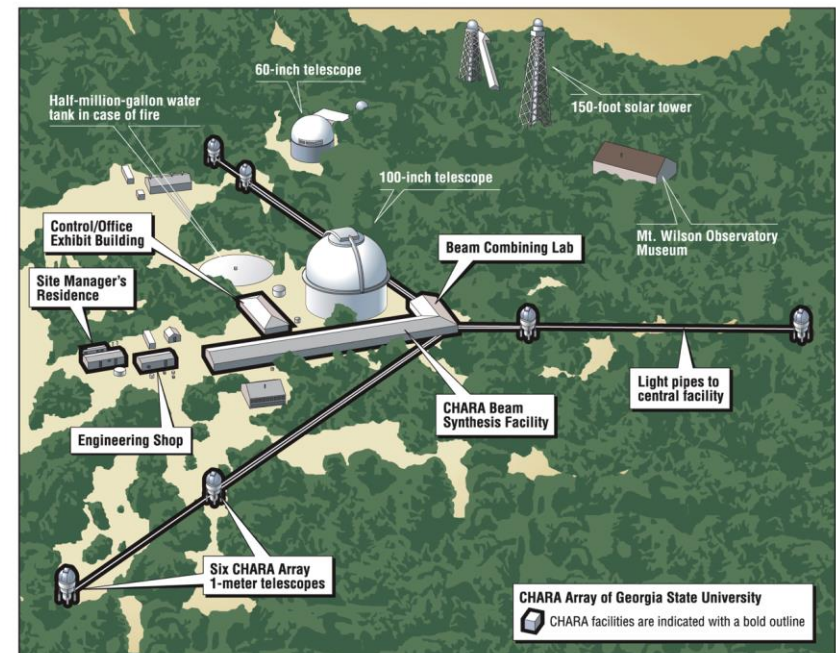 60-inch telescope
Half-million-gallon water
tank in case of fire
150-foot solar tower
100-inch telescope
Control/Office
Exhibit Building
Beam Combining Lab
Mt. Wilson Observatory
Museum
Site Manager's
Residence
Light pipes to
central facility
CHARA Beam
Synthesis Facility
Engineering Shop
Six CHARA Array
1-meter telescopes
CHARA Array of Georgia State University
CHARA facilities are indicated with a bold outline